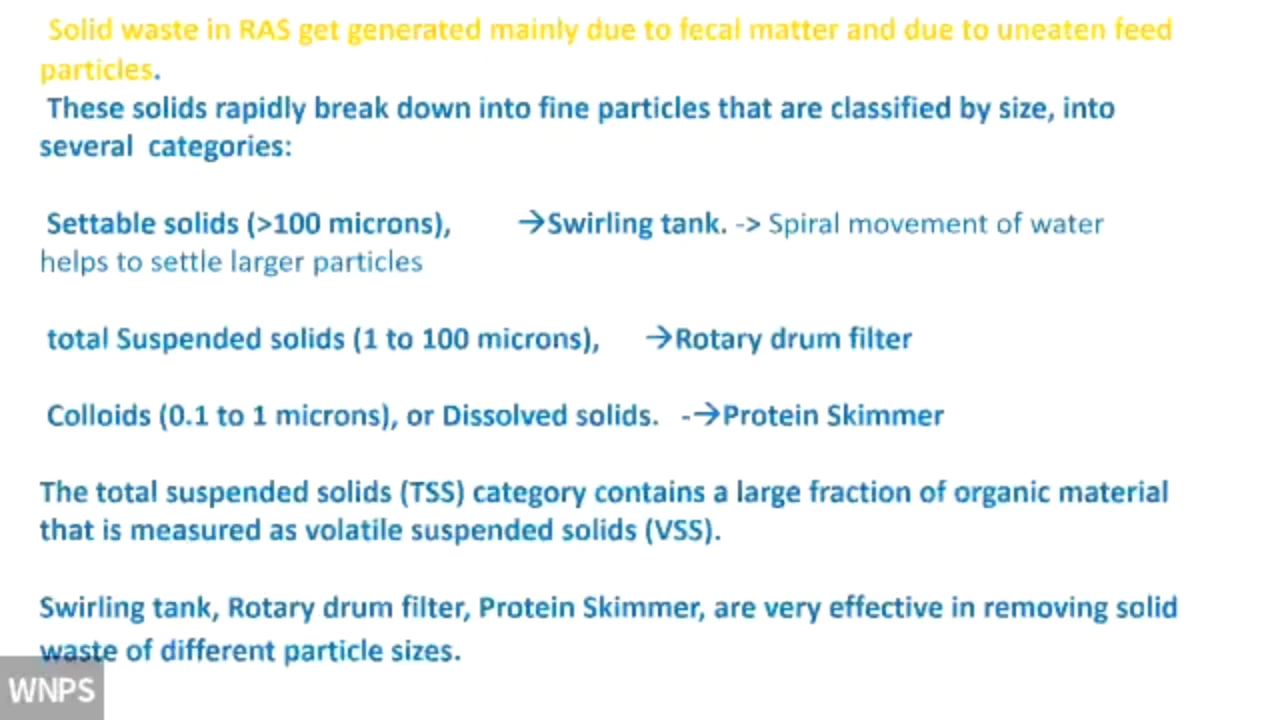 Solid waste in RAS get generated mainly due to fecal matter and due to uneaten feed
particles.
These solids rapidly break down into fine particles that are classified by size, into
several categories:
Settable solids (>100 microns), →Swirling tank. -> Spiral movement of water
helps to settle larger particles
total Suspended solids (1 to 100 microns), →Rotary drum filter
Colloids (0.1 to 1 microns), or Dissolved solids. -→Protein Skimmer
The total suspended solids (TSS) category contains a large fraction of organic material
that is measured as volatile suspended solids (VSS).
Swirling tank, Rotary drum filter, Protein Skimmer, are very effective in removing solid
waste of different particle sizes.
WNPS